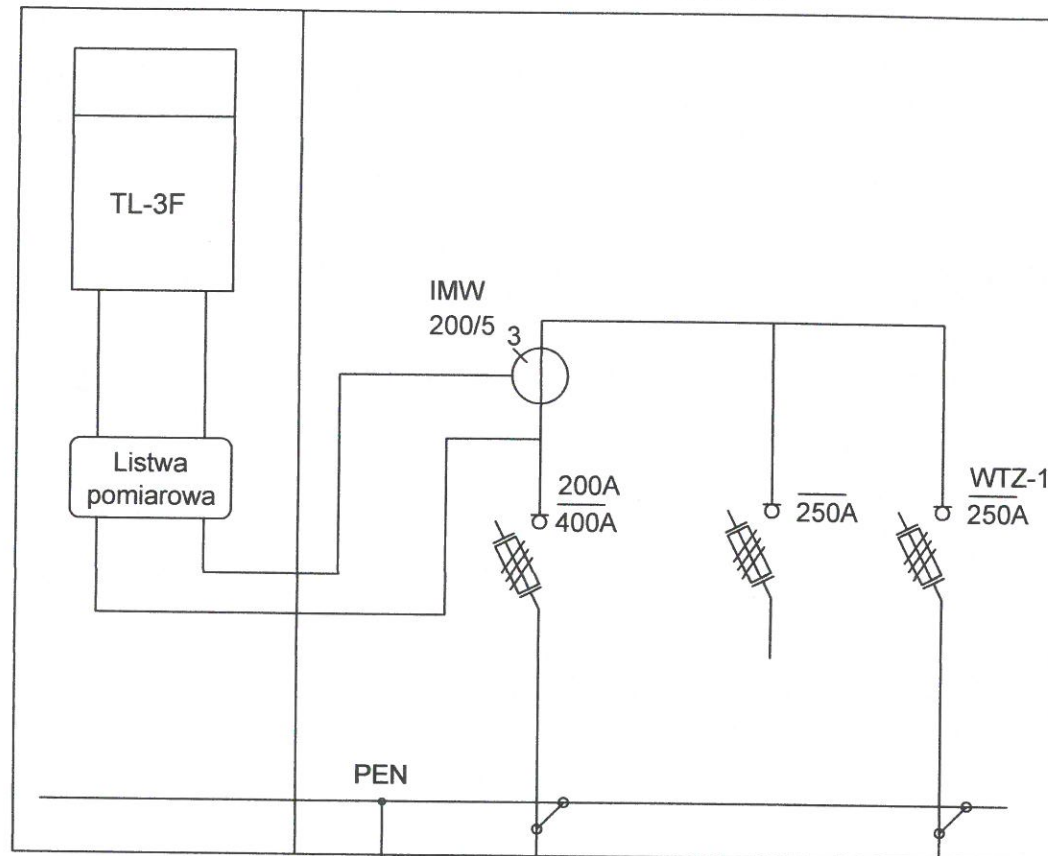 TL-3F
IMW
200/5
3
Listwa
pomiarowa
200A
400A
250A
WTZ-1
250A
PEN